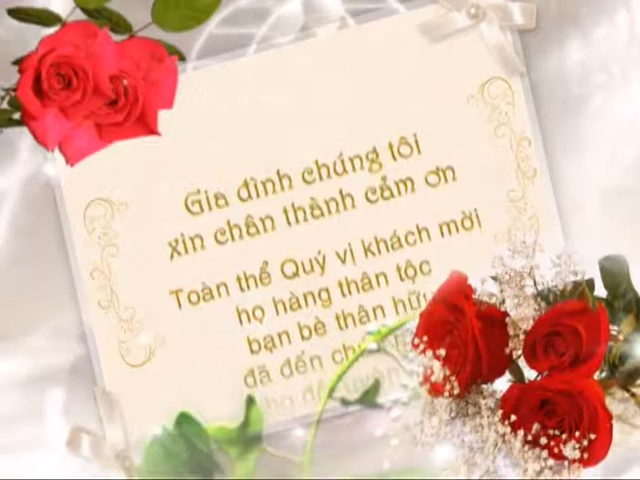 Gia đình chúng tôi
xin chân thành cảm ơn
Toàn thể Quý vị khách mời
họ hàng thân tộc
bạn bè thân hữu
đã đến